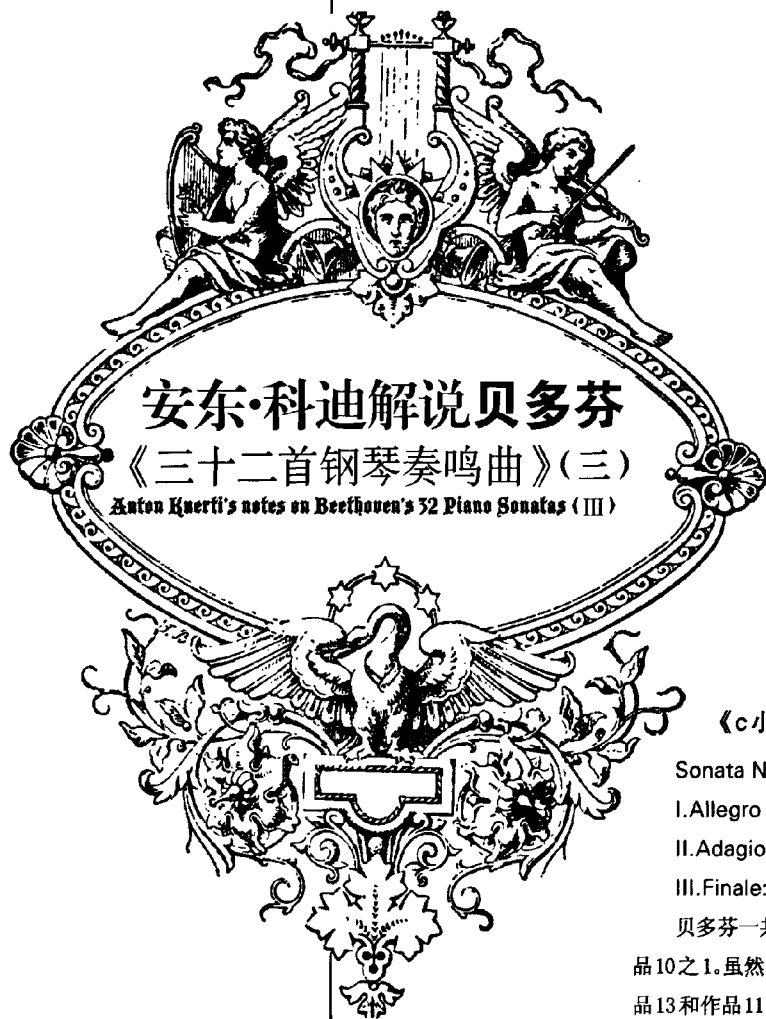 安东·科迪解说贝多芬
《三十二首钢琴奏鸣曲》(三)
Anton Kuerti's notes on Beethoven's 32 Piano Sonatas (III)
《c小
Sonata N
I.Allegro
II.Adagio
III.Finale:
贝多芬一共
品10之1。虽然
品13和作品11